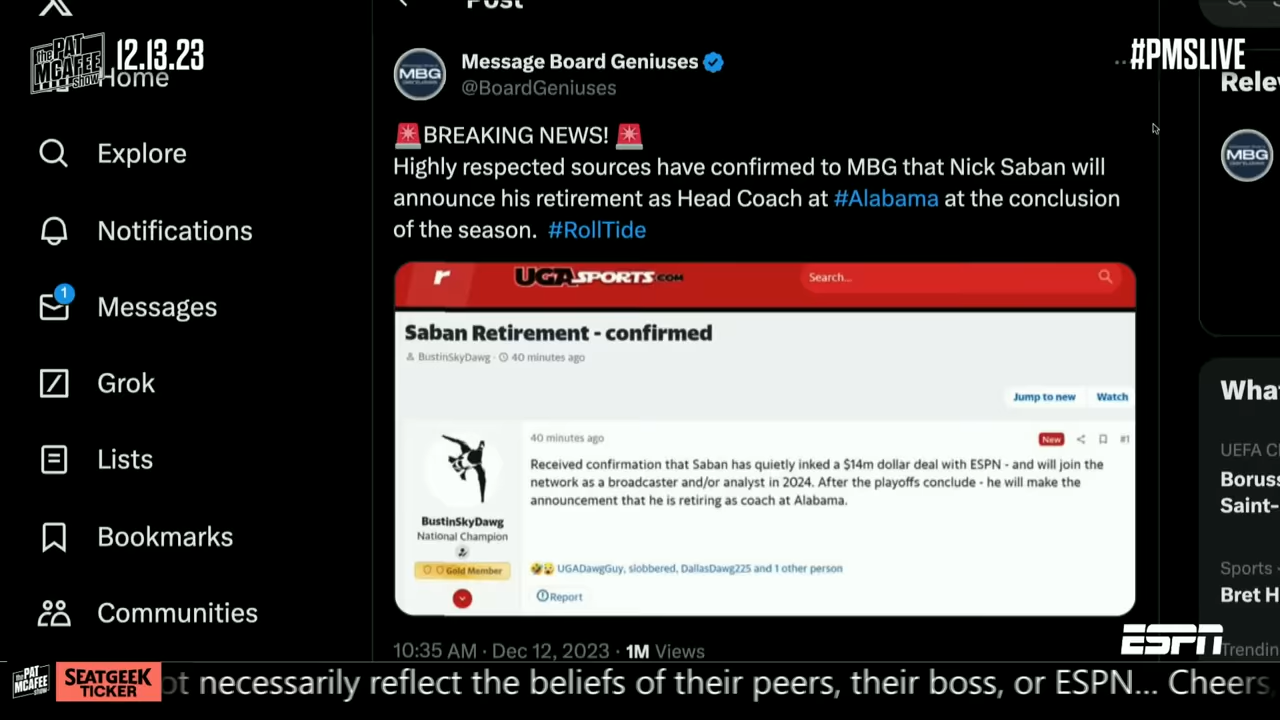 Post
the PAT MCAFEE show
12.13.23
#PMSLIVE
Home
Explore
Notifications
1
Messages
Grok
Lists
Bookmarks
Communities
MBG
Message Board Geniuses
@BoardGeniuses
BREAKING NEWS!
Highly respected sources have confirmed to MBG that Nick Saban will
announce his retirement as Head Coach at #Alabama at the conclusion
of the season. #RollTide
r UGASPORTS.COM Search...
Saban Retirement - confirmed
BustinSkyDawg · 40 minutes ago
Jump to new Watch
40 minutes ago New #1
Received confirmation that Saban has quietly inked a $14m dollar deal with ESPN - and will join the
network as a broadcaster and/or analyst in 2024. After the playoffs conclude - he will make the
announcement that he is retiring as coach at Alabama.
BustinSkyDawg
National Champion
Gold Member
UGADawgGuy, slobbered, DallasDawg225 and 1 other person
Report
10:35 AM · Dec 12, 2023 · 1M Views
Rele
MBG
Wha
UEFA C
Borus
Saint-
Sports ·
Bret H
Trendin
ESPN
the PAT MCAFEE show
SEATGEEK
TICKER
ot necessarily reflect the beliefs of their peers, their boss, or ESPN... Cheers,